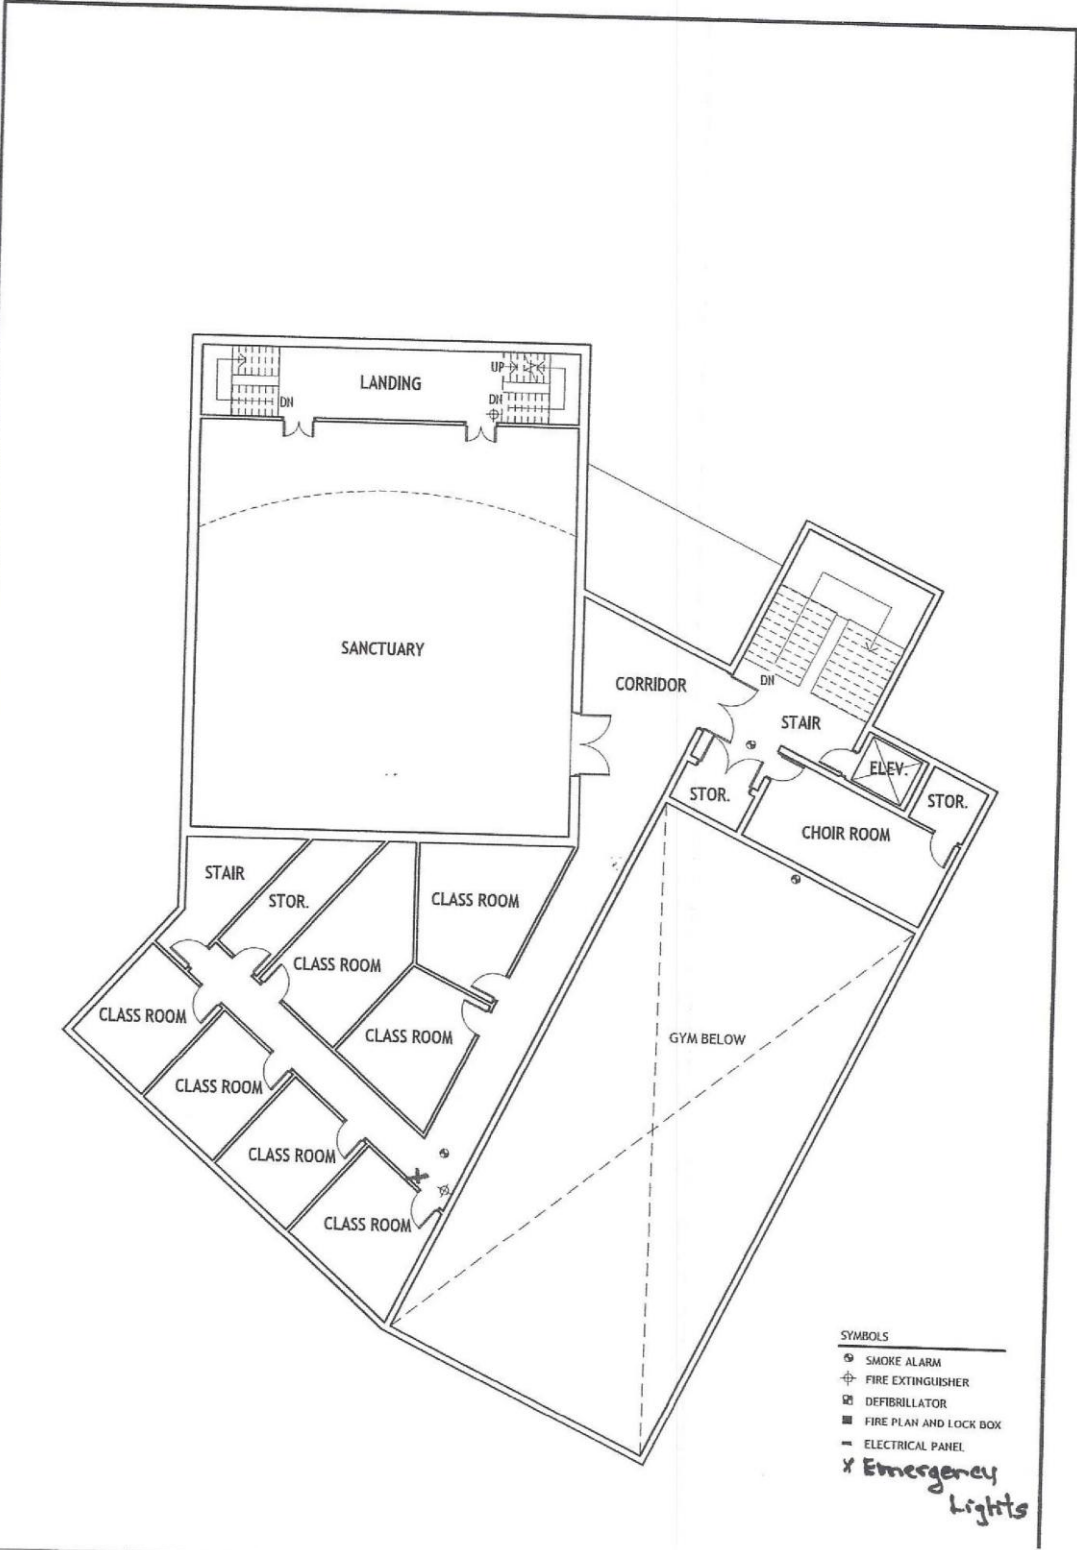 LANDING
UP
DN
DN
SANCTUARY
CORRIDOR
DN
STAIR
ELEV.
STOR.
STOR.
CHOIR ROOM
STAIR
STOR.
CLASS ROOM
CLASS ROOM
CLASS ROOM
CLASS ROOM
CLASS ROOM
CLASS ROOM
CLASS ROOM
GYM BELOW
SYMBOLS
SMOKE ALARM
FIRE EXTINGUISHER
DEFIBRILLATOR
FIRE PLAN AND LOCK BOX
ELECTRICAL PANEL
X Emergency
Lights